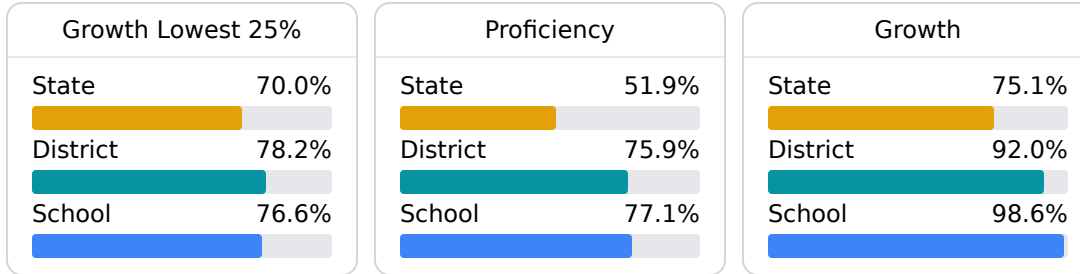 Growth Lowest 25%
State 70.0%
District 78.2%
School 76.6%
Proficiency
State 51.9%
District 75.9%
School 77.1%
Growth
State 75.1%
District 92.0%
School 98.6%